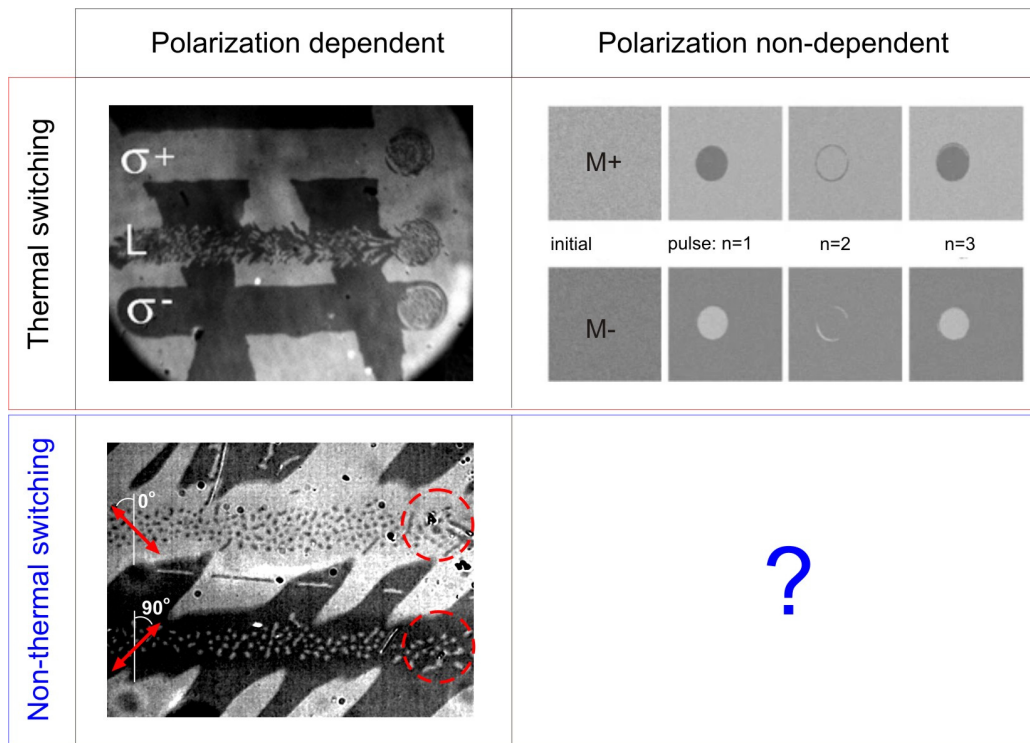 Polarization dependent
Polarization non-dependent
Thermal switching
σ+
L
σ-
M+
initial
pulse: n=1
n=2
n=3
M-
Non-thermal switching
0°
90°
?